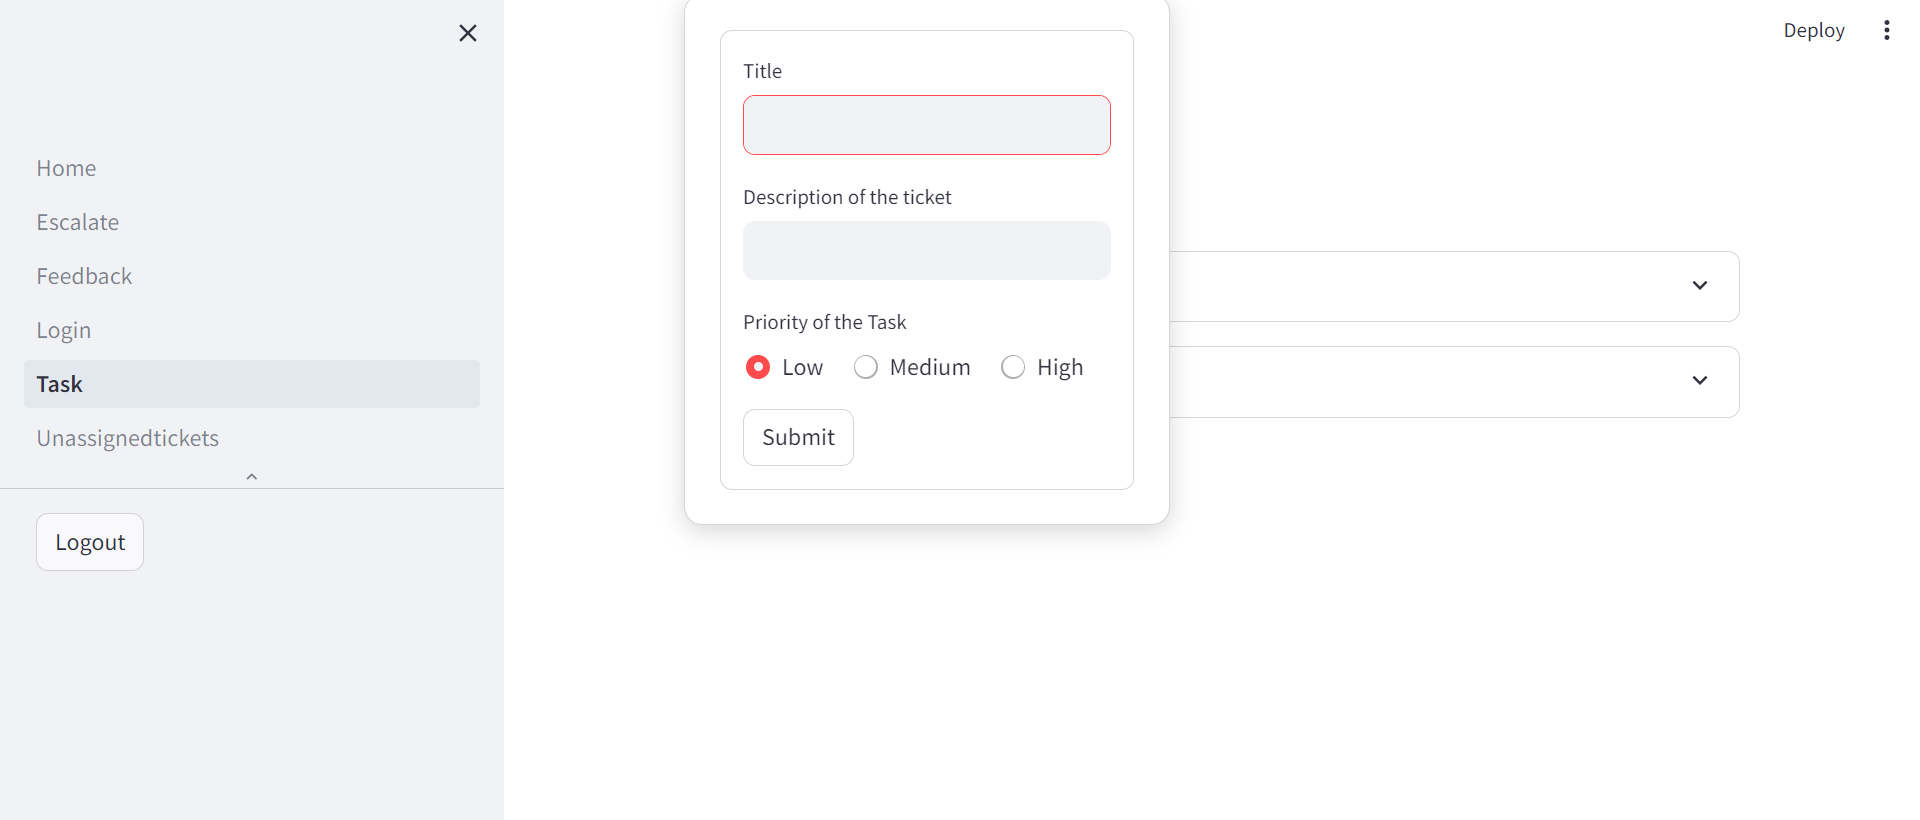 Home
Escalate
Feedback
Login
Task
Unassignedtickets
Logout
Title
Description of the ticket
Priority of the Task
Low Medium High
Submit
Deploy